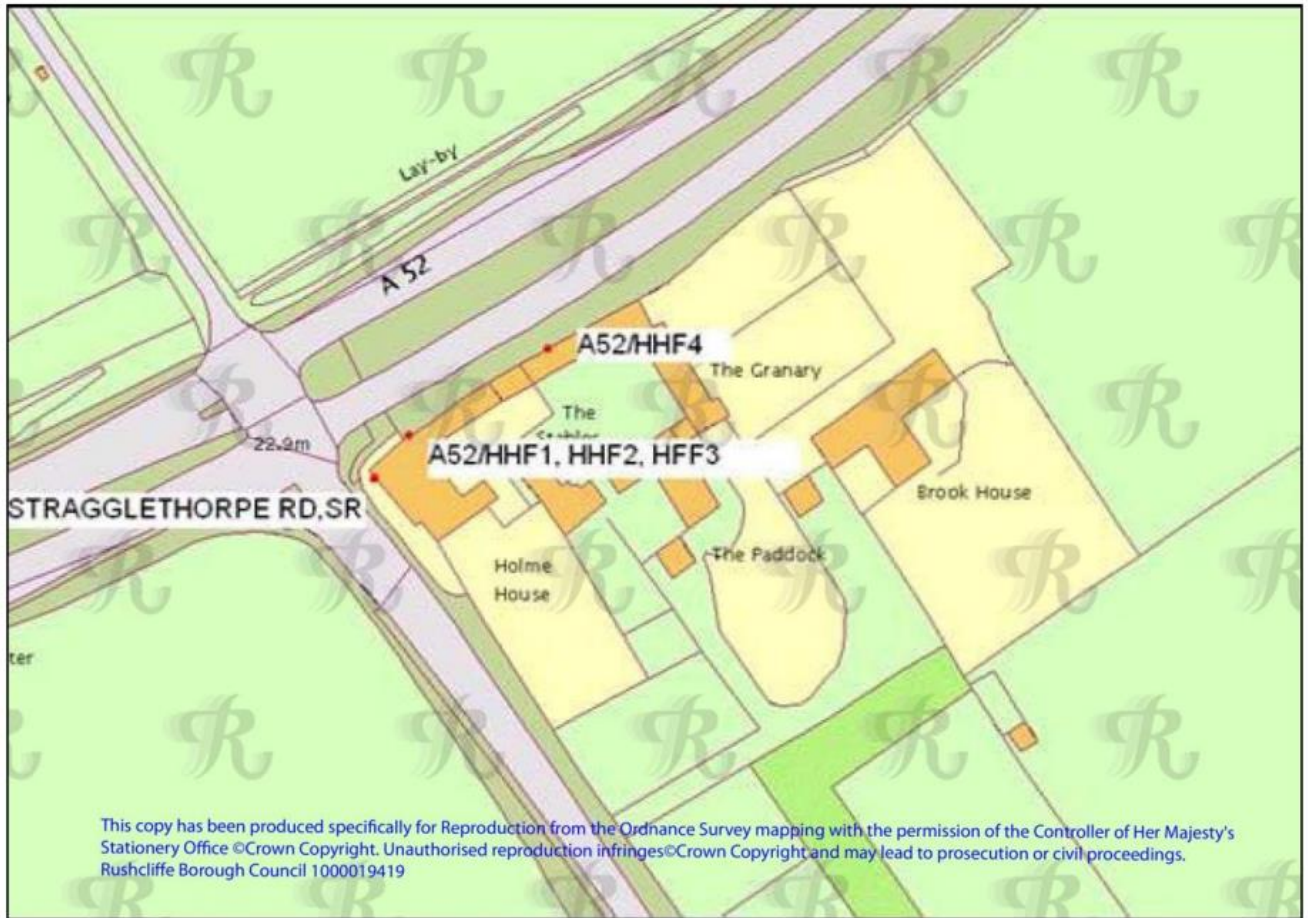 Lay-by
A 52
A52/HHF4
The Granary
The
22.9m
A52/HHF1, HHF2, HFF3
STRAGGLETHORPE RD,SR
Brook House
The Paddock
Holme
House
ter
This copy has been produced specifically for Reproduction from the Ordnance Survey mapping with the permission of the Controller of Her Majesty's
Stationery Office ©Crown Copyright. Unauthorised reproduction infringes©Crown Copyright and may lead to prosecution or civil proceedings.
Rushcliffe Borough Council 1000019419